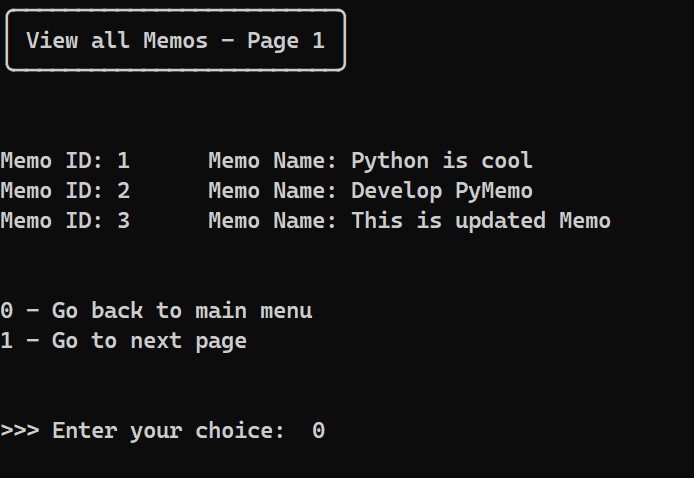 View all Memos - Page 1
Memo ID: 1 Memo Name: Python is cool
Memo ID: 2 Memo Name: Develop PyMemo
Memo ID: 3 Memo Name: This is updated Memo
0 - Go back to main menu
1 - Go to next page
>>> Enter your choice: 0